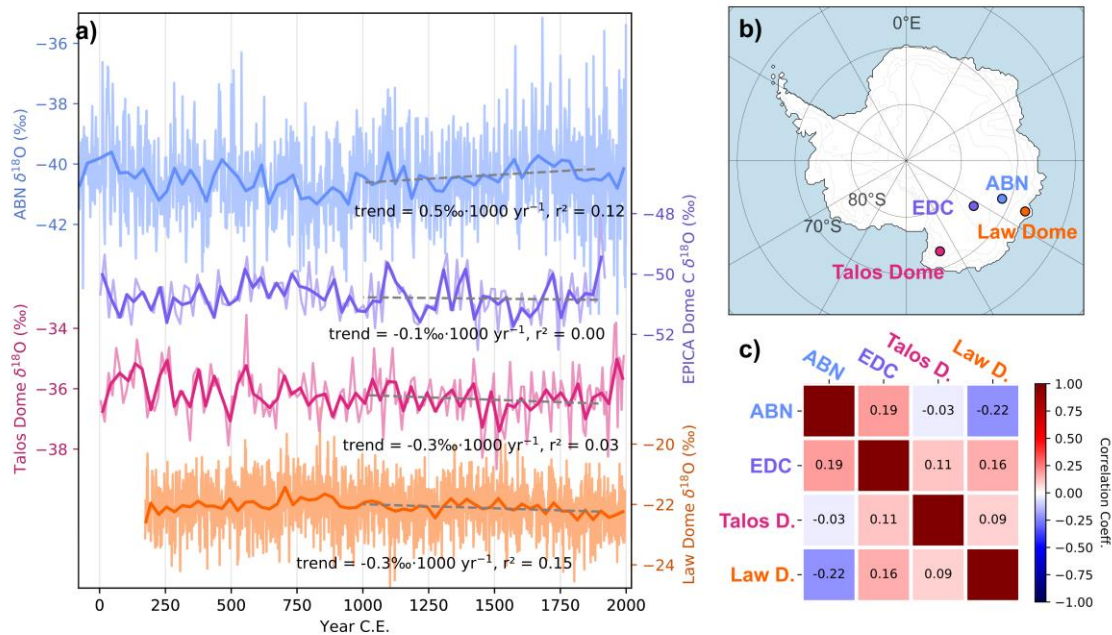 a)
−36
−38
−40
−42
ABN δ¹⁸O (‰)
trend = 0.5‰·1000 yr⁻¹, r² = 0.12
−48
−50
−52
EPICA Dome C δ¹⁸O (‰)
trend = -0.1‰·1000 yr⁻¹, r² = 0.00
−34
−36
−38
Talos Dome δ¹⁸O (‰)
trend = -0.3‰·1000 yr⁻¹, r² = 0.03
−20
−22
−24
Law Dome δ¹⁸O (‰)
trend = -0.3‰·1000 yr⁻¹, r² = 0.15
0 250 500 750 1000 1250 1500 1750 2000
Year C.E.
b)
0°E
80°S
70°S
ABN
EDC
Law Dome
Talos Dome
c)
ABN EDC Talos D. Law D.
ABN 0.19 -0.03 -0.22
EDC 0.19 0.11 0.16
Talos D. -0.03 0.11 0.09
Law D. -0.22 0.16 0.09
1.00
0.75
0.50
0.25
0.00
−0.25
−0.50
−0.75
−1.00
Correlation Coeff.